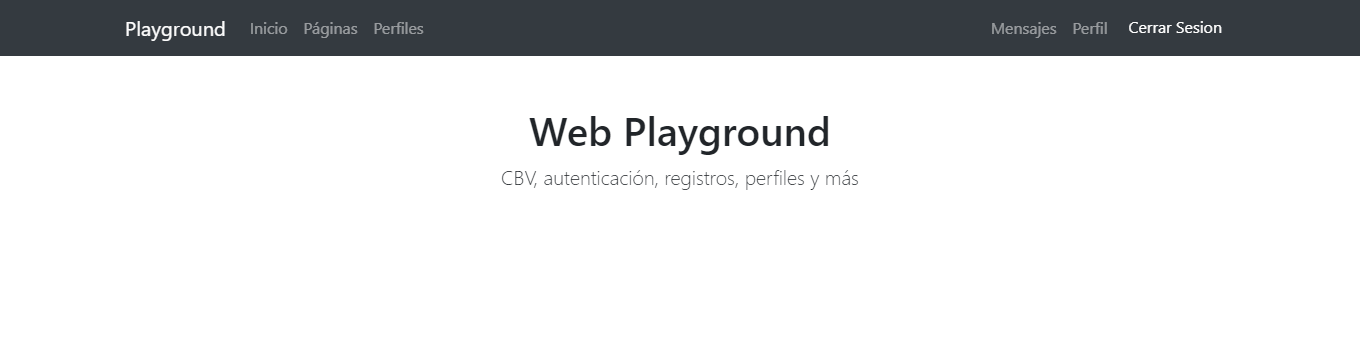 Playground Inicio Páginas Perfiles Mensajes Perfil Cerrar Sesion
Web Playground
CBV, autenticación, registros, perfiles y más